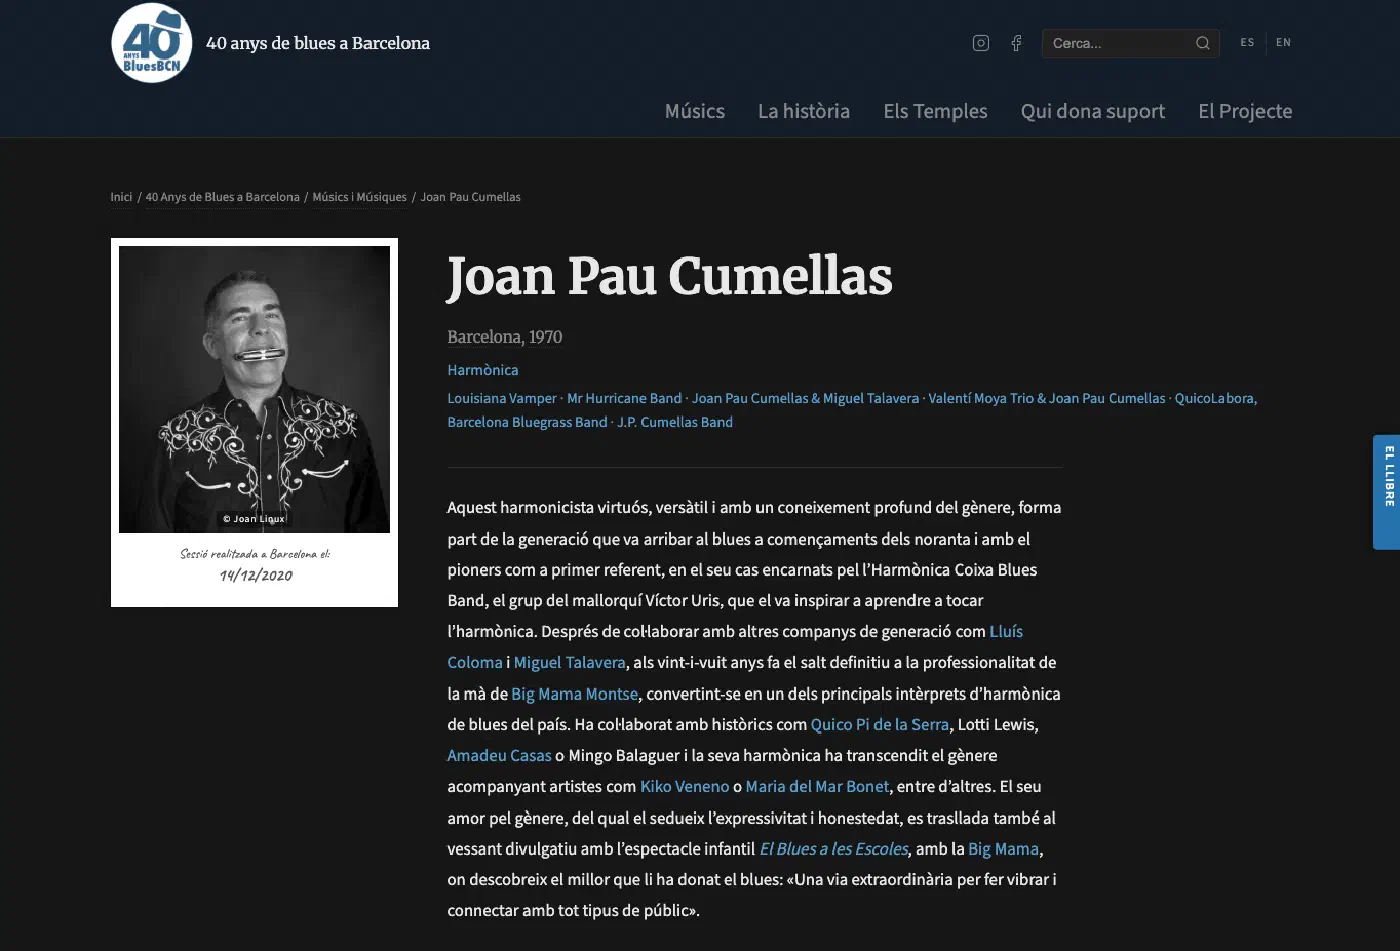 40
ANYS
BluesBCN
40 anys de blues a Barcelona
Cerca...
ES
EN
Músics
La història
Els Temples
Qui dona suport
El Projecte
Inici / 40 Anys de Blues a Barcelona / Músics i Músiques / Joan Pau Cumellas
© Joan Linux
Sessió realitzada a Barcelona el:
14/12/2020
Joan Pau Cumellas
Barcelona, 1970
Harmònica
Louisiana Vamper · Mr Hurricane Band · Joan Pau Cumellas & Miguel Talavera · Valentí Moya Trio & Joan Pau Cumellas · QuicoLabora,
Barcelona Bluegrass Band · J.P. Cumellas Band
Aquest harmonicista virtuós, versàtil i amb un coneixement profund del gènere, forma
part de la generació que va arribar al blues a començaments dels noranta i amb el
pioners com a primer referent, en el seu cas encarnats pel l’Harmònica Coixa Blues
Band, el grup del mallorquí Víctor Uris, que el va inspirar a aprendre a tocar
l’harmònica. Després de col·laborar amb altres companys de generació com Lluís
Coloma i Miguel Talavera, als vint-i-vuit anys fa el salt definitiu a la professionalitat de
la mà de Big Mama Montse, convertint-se en un dels principals intèrprets d’harmònica
de blues del país. Ha col·laborat amb històrics com Quico Pi de la Serra, Lotti Lewis,
Amadeu Casas o Mingo Balaguer i la seva harmònica ha transcendit el gènere
acompanyant artistes com Kiko Veneno o Maria del Mar Bonet, entre d’altres. El seu
amor pel gènere, del qual el sedueix l’expressivitat i honestedat, es trasllada també al
vessant divulgatiu amb l’espectacle infantil El Blues a les Escoles, amb la Big Mama,
on descobreix el millor que li ha donat el blues: «Una via extraordinària per fer vibrar i
connectar amb tot tipus de públic».
EL LLIBRE